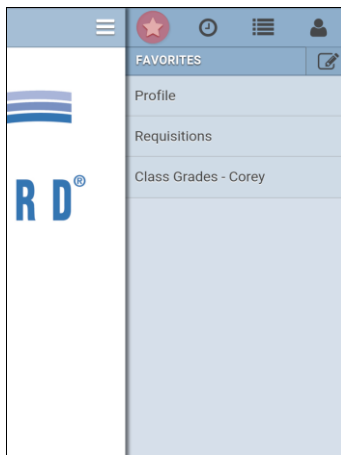 FAVORITES
Profile
R D®
Requisitions
Class Grades - Corey